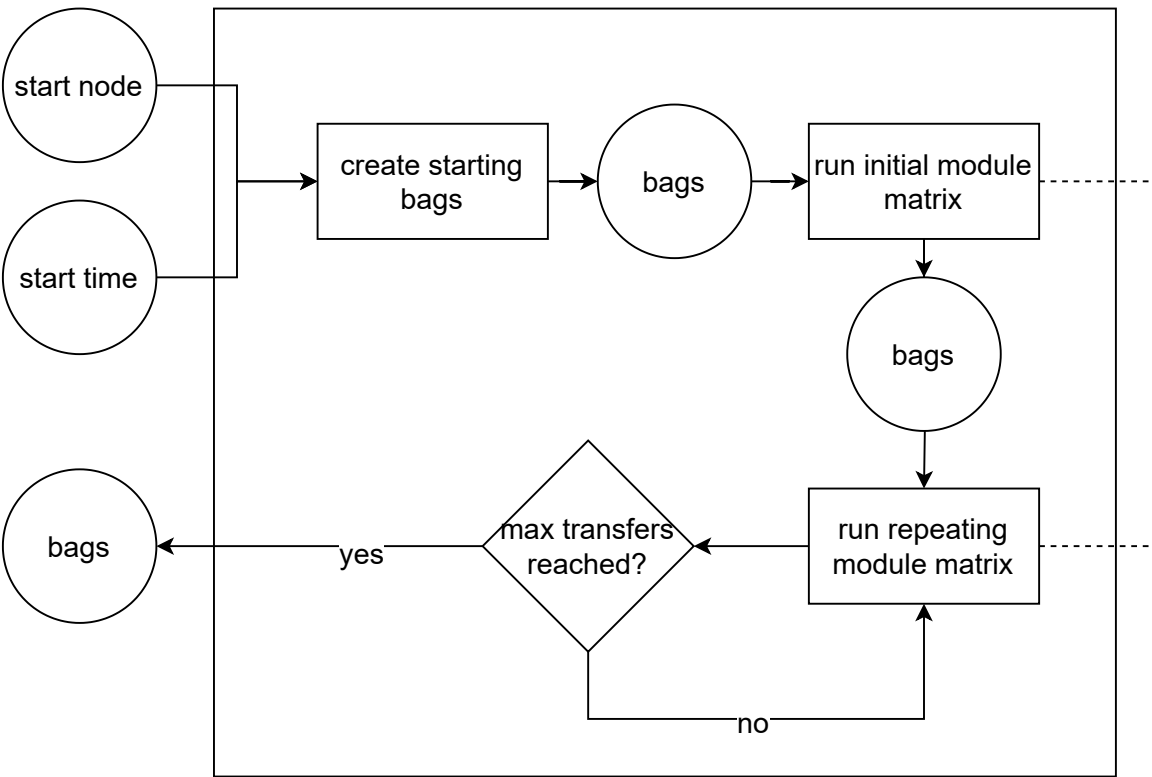 start node
create starting
bags
bags
run initial module
matrix
start time
bags
bags
yes
max transfers
reached?
run repeating
module matrix
no